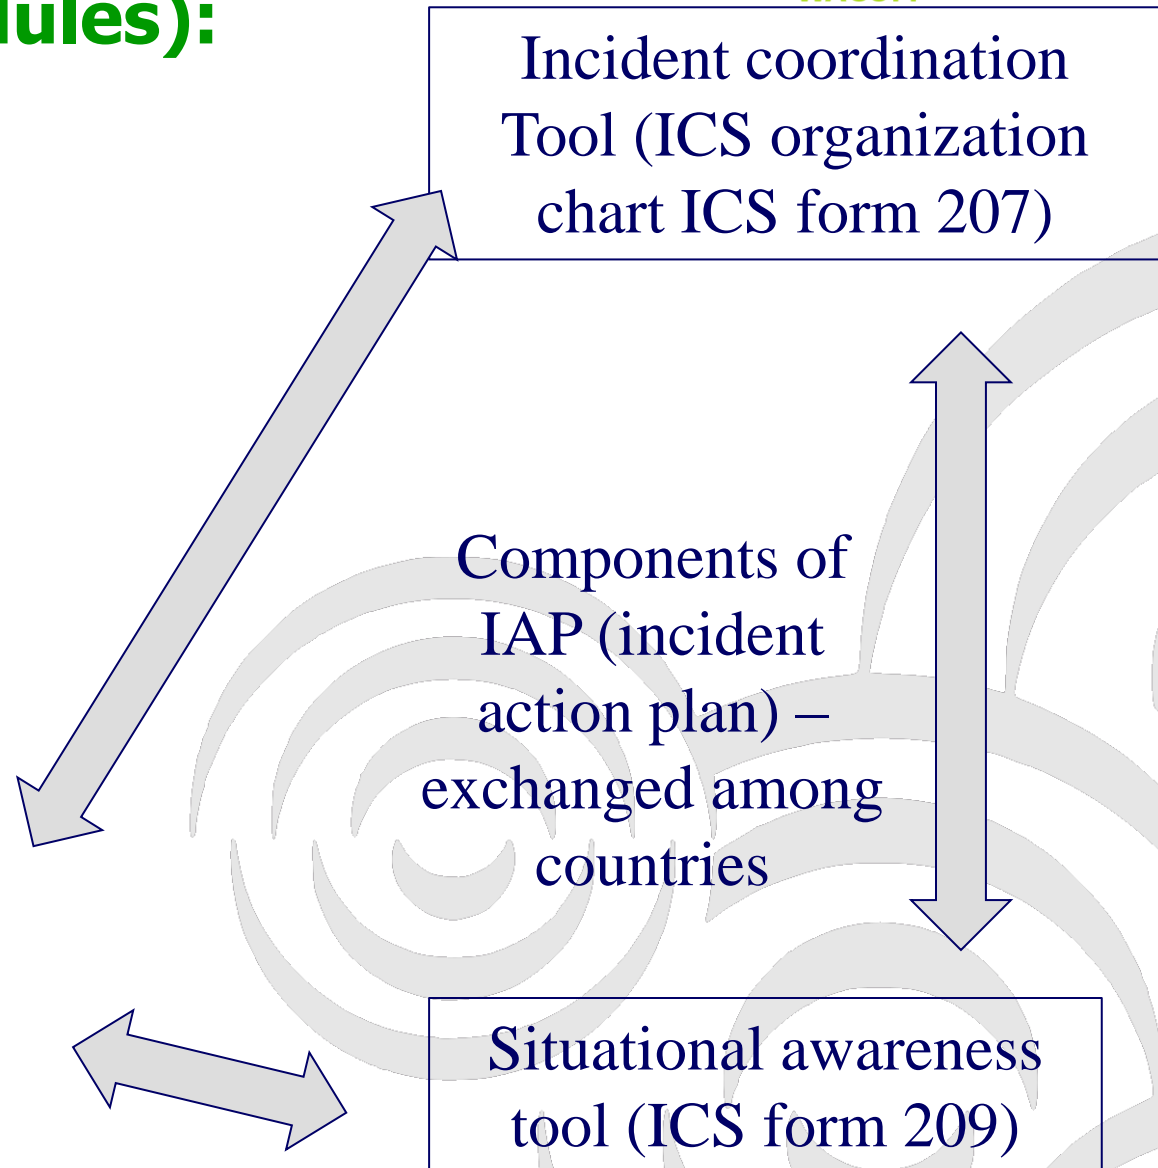 dules):
Incident coordination
Tool (ICS organization
chart ICS form 207)
Components of
IAP (incident
action plan) –
exchanged among
countries
Situational awareness
tool (ICS form 209)